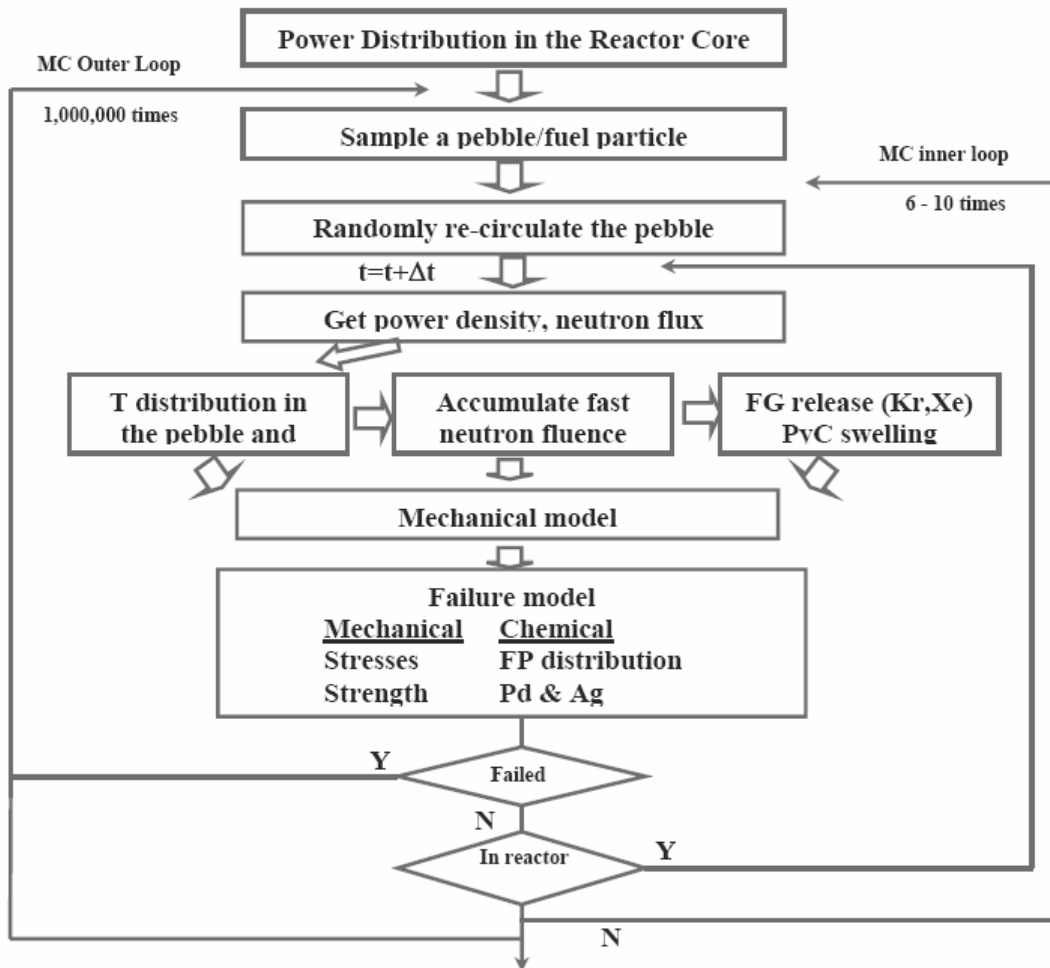 Power Distribution in the Reactor Core
MC Outer Loop
1,000,000 times
Sample a pebble/fuel particle
MC inner loop
6 - 10 times
Randomly re-circulate the pebble
t=t+Δt
Get power density, neutron flux
T distribution in
the pebble and
Accumulate fast
neutron fluence
FG release (Kr,Xe)
PyC swelling
Mechanical model
Failure model
Mechanical Chemical
Stresses FP distribution
Strength Pd & Ag
Y
Failed
N
In reactor
Y
N